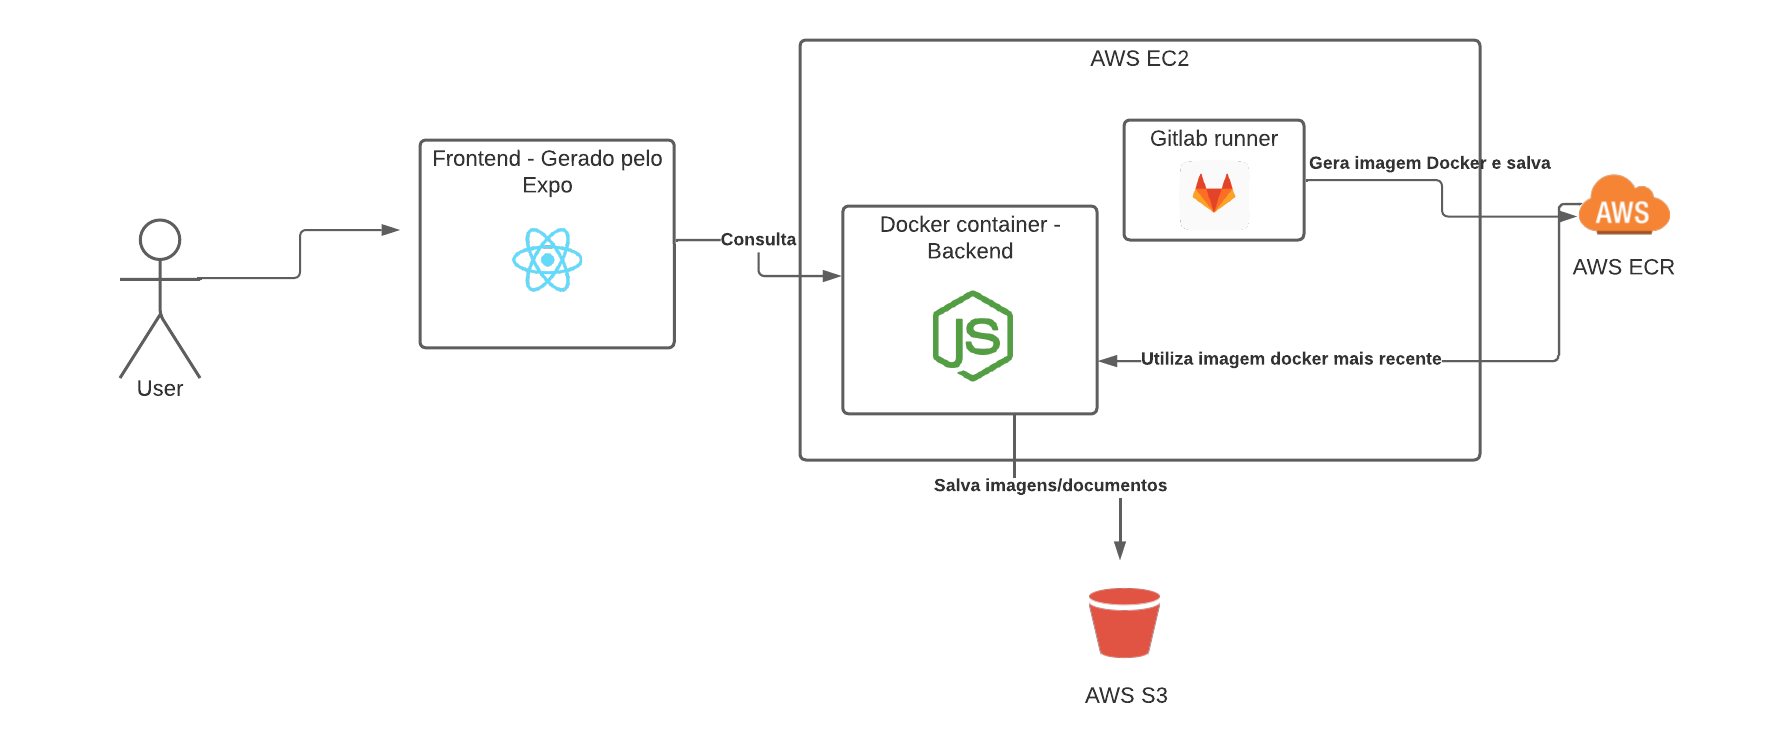 AWS EC2
Gitlab runner
Frontend - Gerado pelo
Expo
Gera imagem Docker e salva
AWS
Docker container -
Backend
Consulta
JS
AWS ECR
Utiliza imagem docker mais recente
User
Salva imagens/documentos
AWS S3